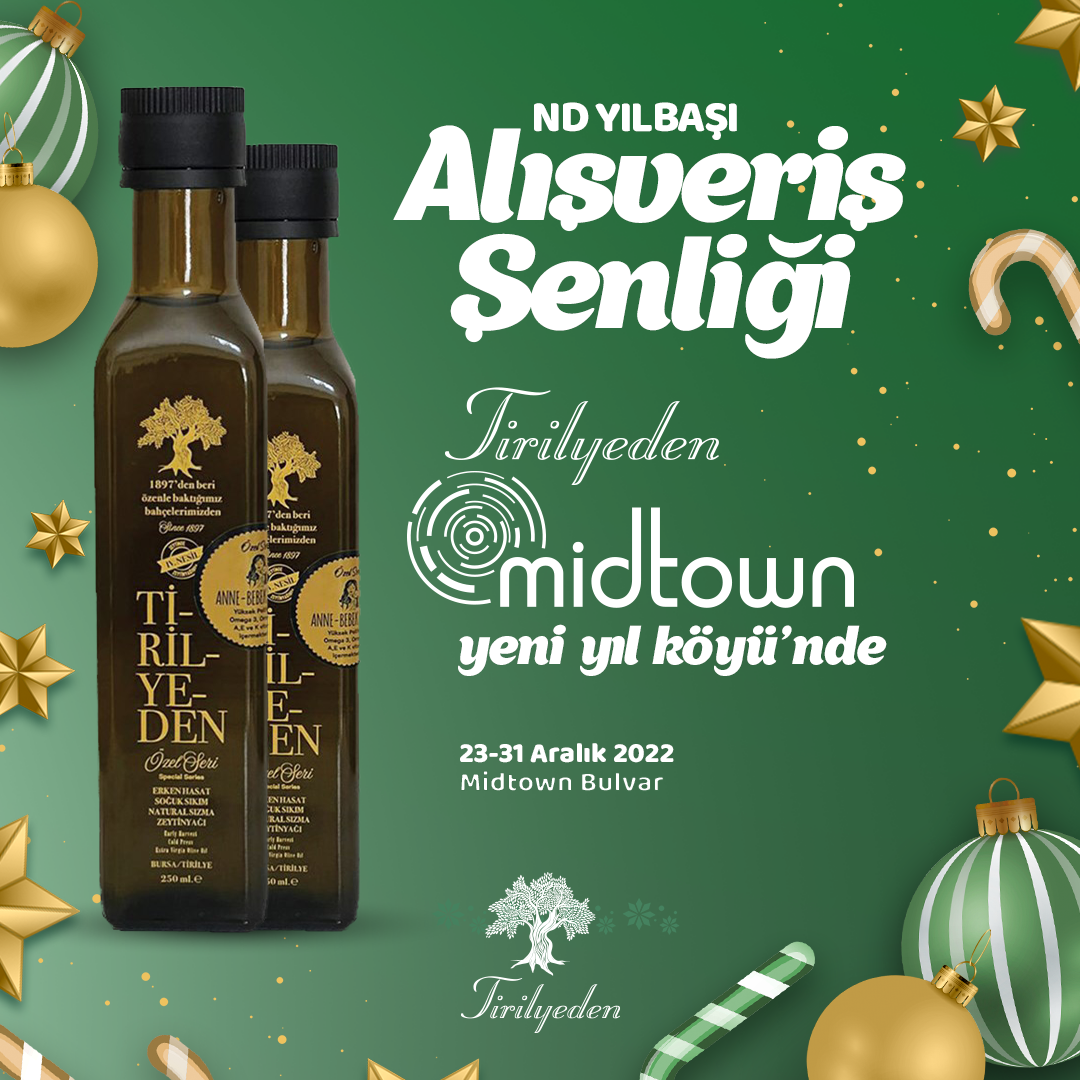 ND YILBAŞI
Alışveriş
Şenliği
Tirilyeden
midtown
yeni yıl köyü'nde
23-31 Aralık 2022
Midtown Bulvar
Tirilyeden
1897'den beri
özenle baktığımız
bahçelerimizden
Since 1897
Özel
ANNE-BEBEK
Yüksek
Omega 3,
A,E ve K
Tİ-
RİL-
YE-
DEN
Özel Seri
Special Series
ERKEN HASAT
SOĞUK SIKIM
NATUREL SIZMA
ZEYTİNYAĞI
Early Harvest
Cold Press
Extra Virgin Olive Oil
BURSA/TİRİLYE
250 ml.e